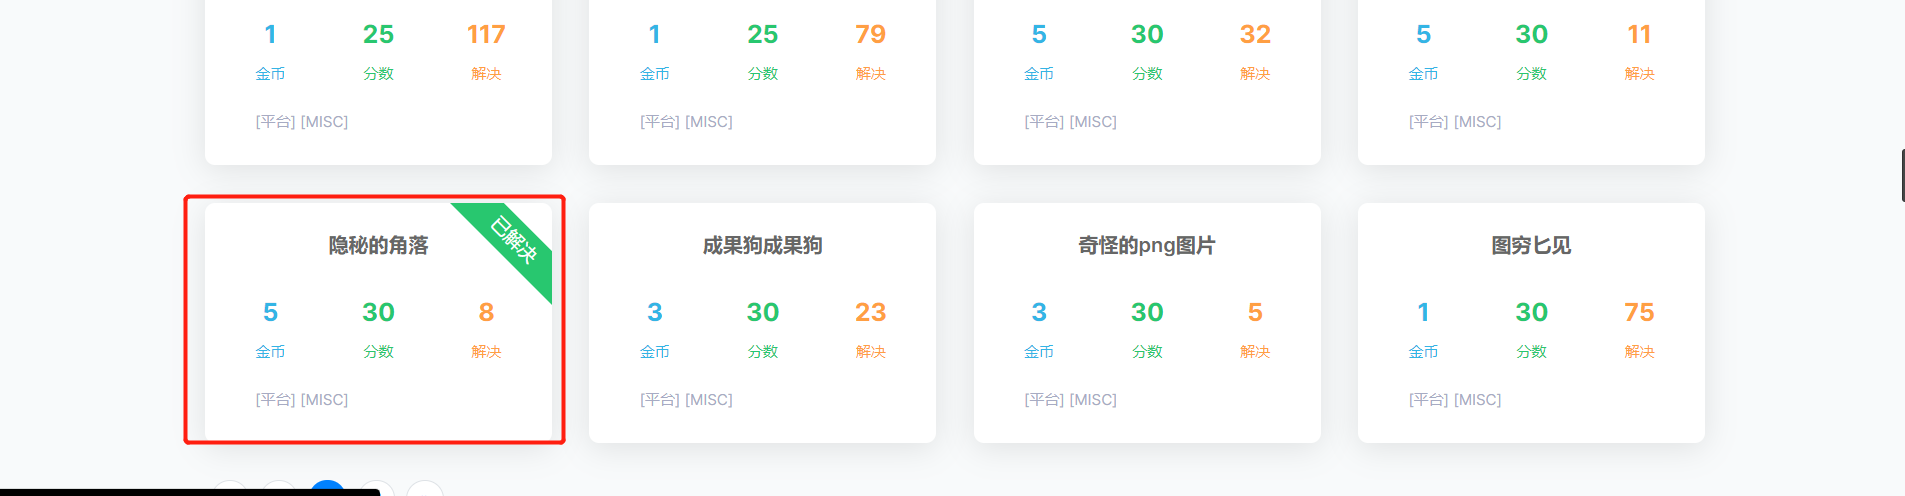 1 25 117 1 25 79 5 30 32 5 30 11
金币 分数 解决 金币 分数 解决 金币 分数 解决 金币 分数 解决
[平台] [MISC] [平台] [MISC] [平台] [MISC] [平台] [MISC]
已解决
隐秘的角落 成果狗成果狗 奇怪的png图片 图穷匕见
5 30 8 3 30 23 3 30 5 1 30 75
金币 分数 解决 金币 分数 解决 金币 分数 解决 金币 分数 解决
[平台] [MISC] [平台] [MISC] [平台] [MISC] [平台] [MISC]